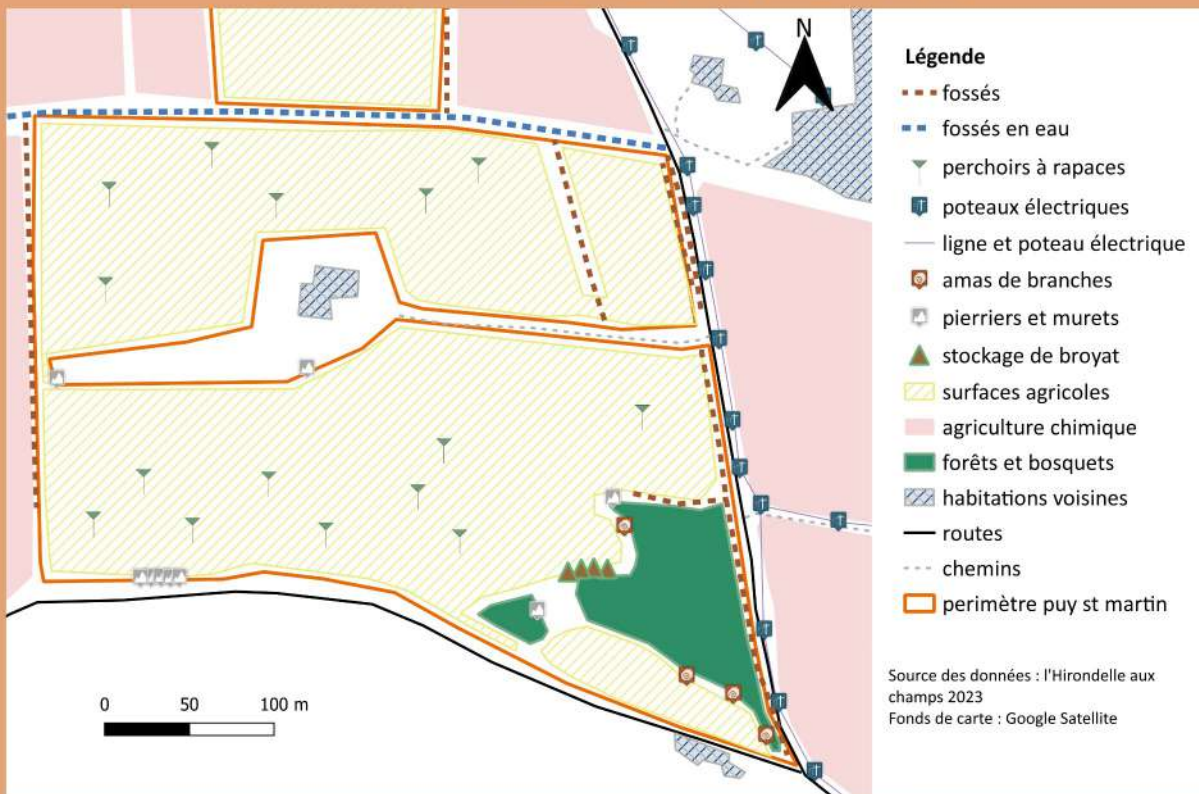 N
Légende
fossés
fossés en eau
perchoirs à rapaces
poteaux électriques
ligne et poteau électrique
amas de branches
pierriers et murets
stockage de broyat
surfaces agricoles
agriculture chimique
forêts et bosquets
habitations voisines
routes
chemins
perimètre puy st martin
Source des données : l'Hirondelle aux
champs 2023
Fonds de carte : Google Satellite
0 50 100 m